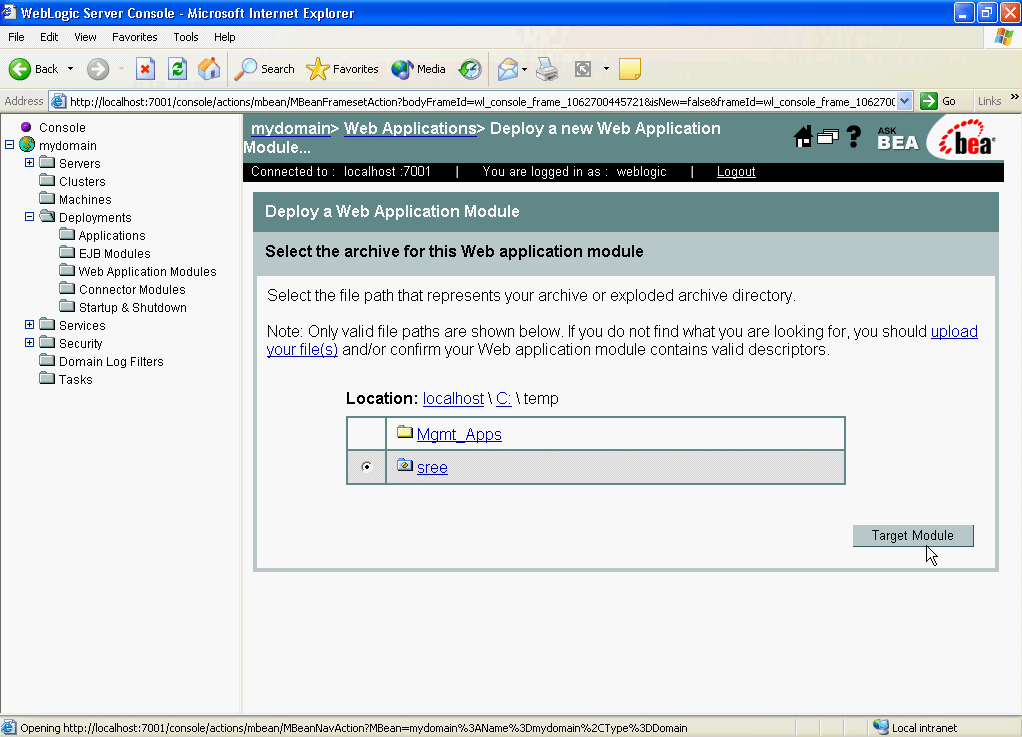 WebLogic Server Console - Microsoft Internet Explorer
File Edit View Favorites Tools Help
Back Search Favorites Media
Address http://localhost:7001/console/actions/mbean/MBeanFramesetAction?bodyFrameId=wl_console_frame_1062700445721&isNew=false&frameId=wl_console_frame_106270 Go Links »
Console
mydomain
Servers
Clusters
Machines
Deployments
Applications
EJB Modules
Web Application Modules
Connector Modules
Startup & Shutdown
Services
Security
Domain Log Filters
Tasks
mydomain> Web Applications> Deploy a new Web Application
Module...
ASK
BEA
bea
Connected to : localhost :7001 | You are logged in as : weblogic | Logout
Deploy a Web Application Module
Select the archive for this Web application module
Select the file path that represents your archive or exploded archive directory.
Note: Only valid file paths are shown below. If you do not find what you are looking for, you should upload
your file(s) and/or confirm your Web application module contains valid descriptors.
Location: localhost \ C: \ temp
Mgmt_Apps
sree
Target Module
Opening http://localhost:7001/console/actions/mbean/MBeanNavAction?MBean=mydomain%3AName%3Dmydomain%2CType%3DDomain Local intranet